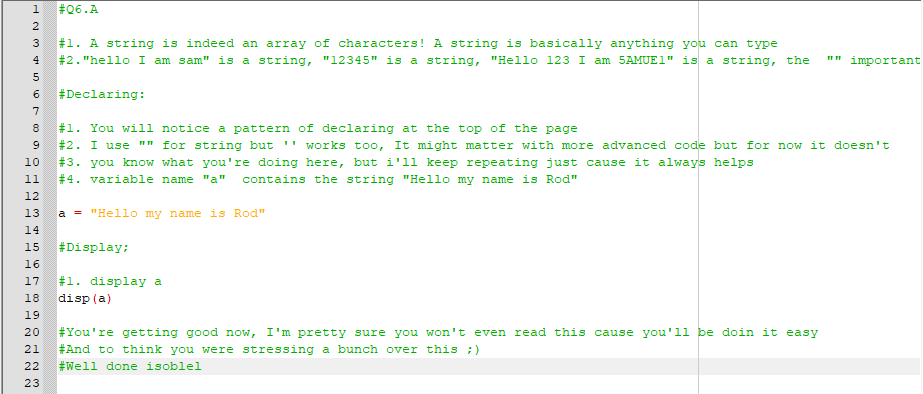 1 #Q6.A
2
3 #1. A string is indeed an array of characters! A string is basically anything you can type
4 #2."hello I am sam" is a string, "12345" is a string, "Hello 123 I am 5AMUEl" is a string, the  "" important
5
6 #Declaring:
7
8 #1. You will notice a pattern of declaring at the top of the page
9 #2. I use "" for string but '' works too, It might matter with more advanced code but for now it doesn't
10 #3. you know what you're doing here, but i'll keep repeating just cause it always helps
11 #4. variable name "a"  contains the string "Hello my name is Rod"
12
13 a = "Hello my name is Rod"
14
15 #Display;
16
17 #1. display a
18 disp(a)
19
20 #You're getting good now, I'm pretty sure you won't even read this cause you'll be doin it easy
21 #And to think you were stressing a bunch over this ;)
22 #Well done isoblel
23